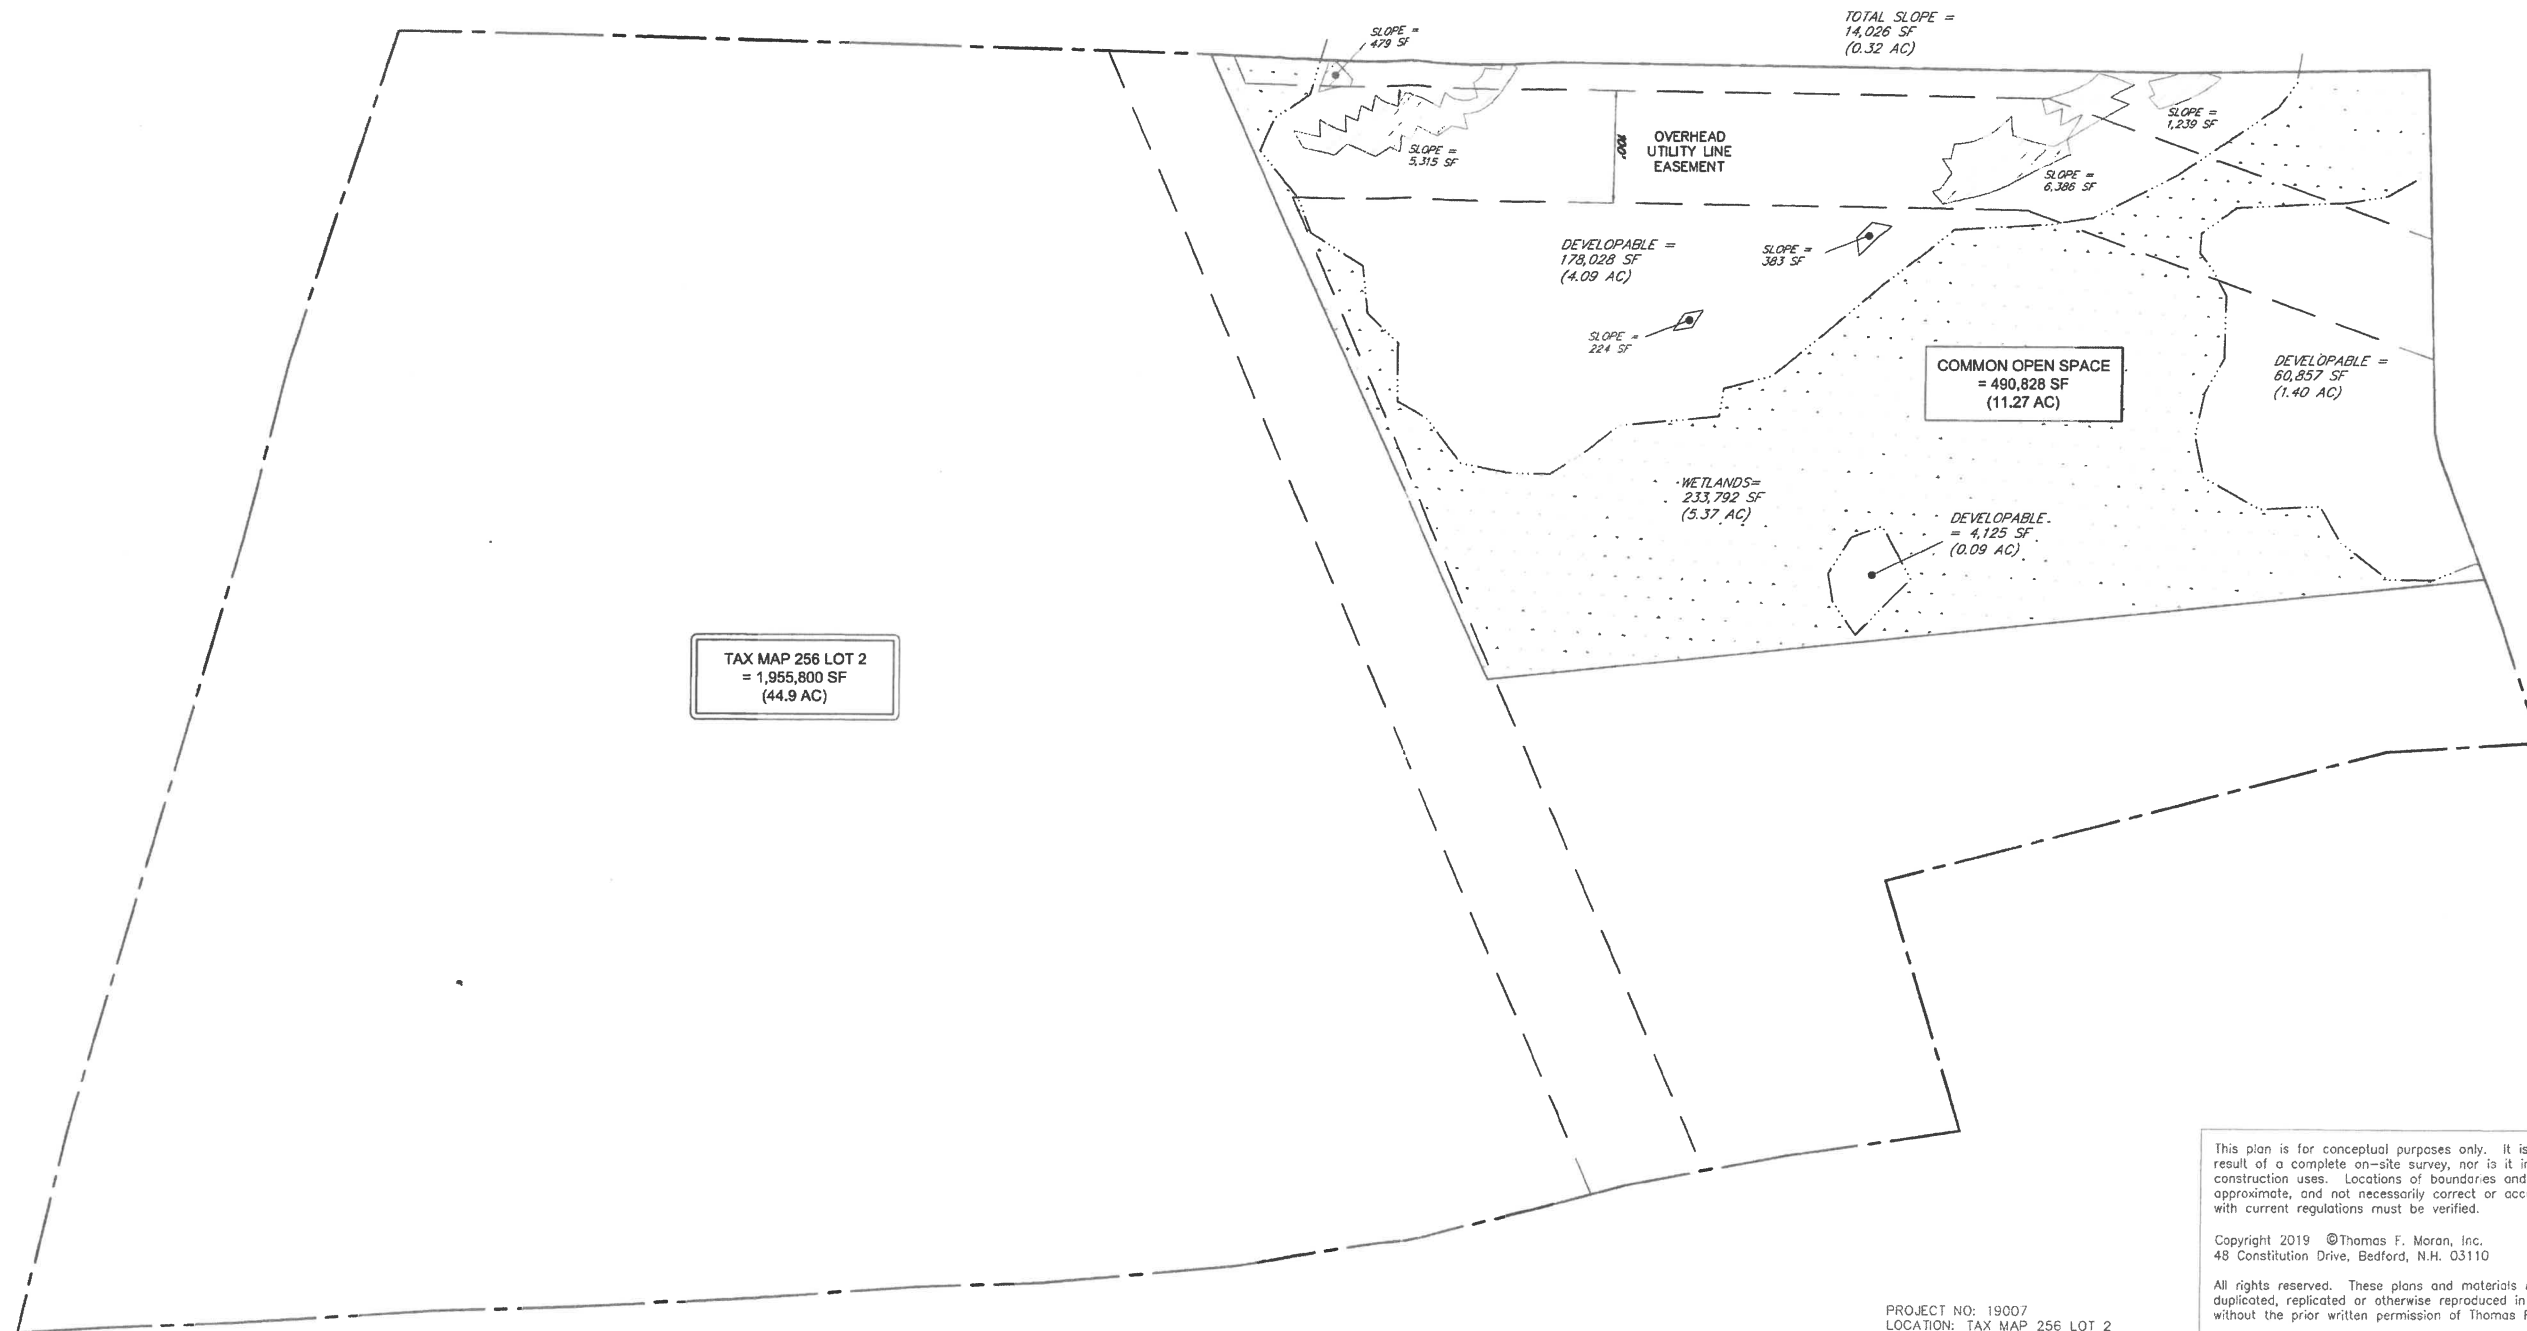 TOTAL SLOPE =
14,026 SF
(0.32 AC)
SLOPE =
479 SF
SLOPE =
1,239 SF
100'
OVERHEAD
UTILITY LINE
EASEMENT
SLOPE =
5,315 SF
SLOPE =
6,386 SF
DEVELOPABLE =
178,028 SF
(4.09 AC)
SLOPE =
383 SF
SLOPE =
224 SF
COMMON OPEN SPACE
= 490,828 SF
(11.27 AC)
DEVELOPABLE =
60,857 SF
(1.40 AC)
WETLANDS=
233,792 SF
(5.37 AC)
DEVELOPABLE
= 4,125 SF
(0.09 AC)
TAX MAP 256 LOT 2
= 1,955,800 SF
(44.9 AC)
This plan is for conceptual purposes only. It is
result of a complete on-site survey, nor is it
construction uses. Locations of boundaries and
approximate, and not necessarily correct or
with current regulations must be verified.
Copyright 2019 ©Thomas F. Moran, Inc.
48 Constitution Drive, Bedford, N.H. 03110
All rights reserved. These plans and materials
duplicated, replicated or otherwise reproduced in
without the prior written permission of Thomas
PROJECT NO: 19007
LOCATION: TAX MAP 256 LOT 2